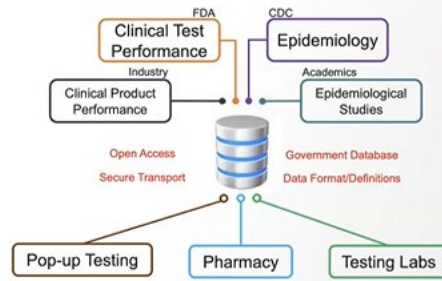 FDA
CDC
Clinical Test
Performance
Epidemiology
Industry
Academics
Clinical Product
Performance
Epidemiological
Studies
Open Access
Government Database
Secure Transport
Data Format/Definitions
Pop-up Testing
Pharmacy
Testing Labs